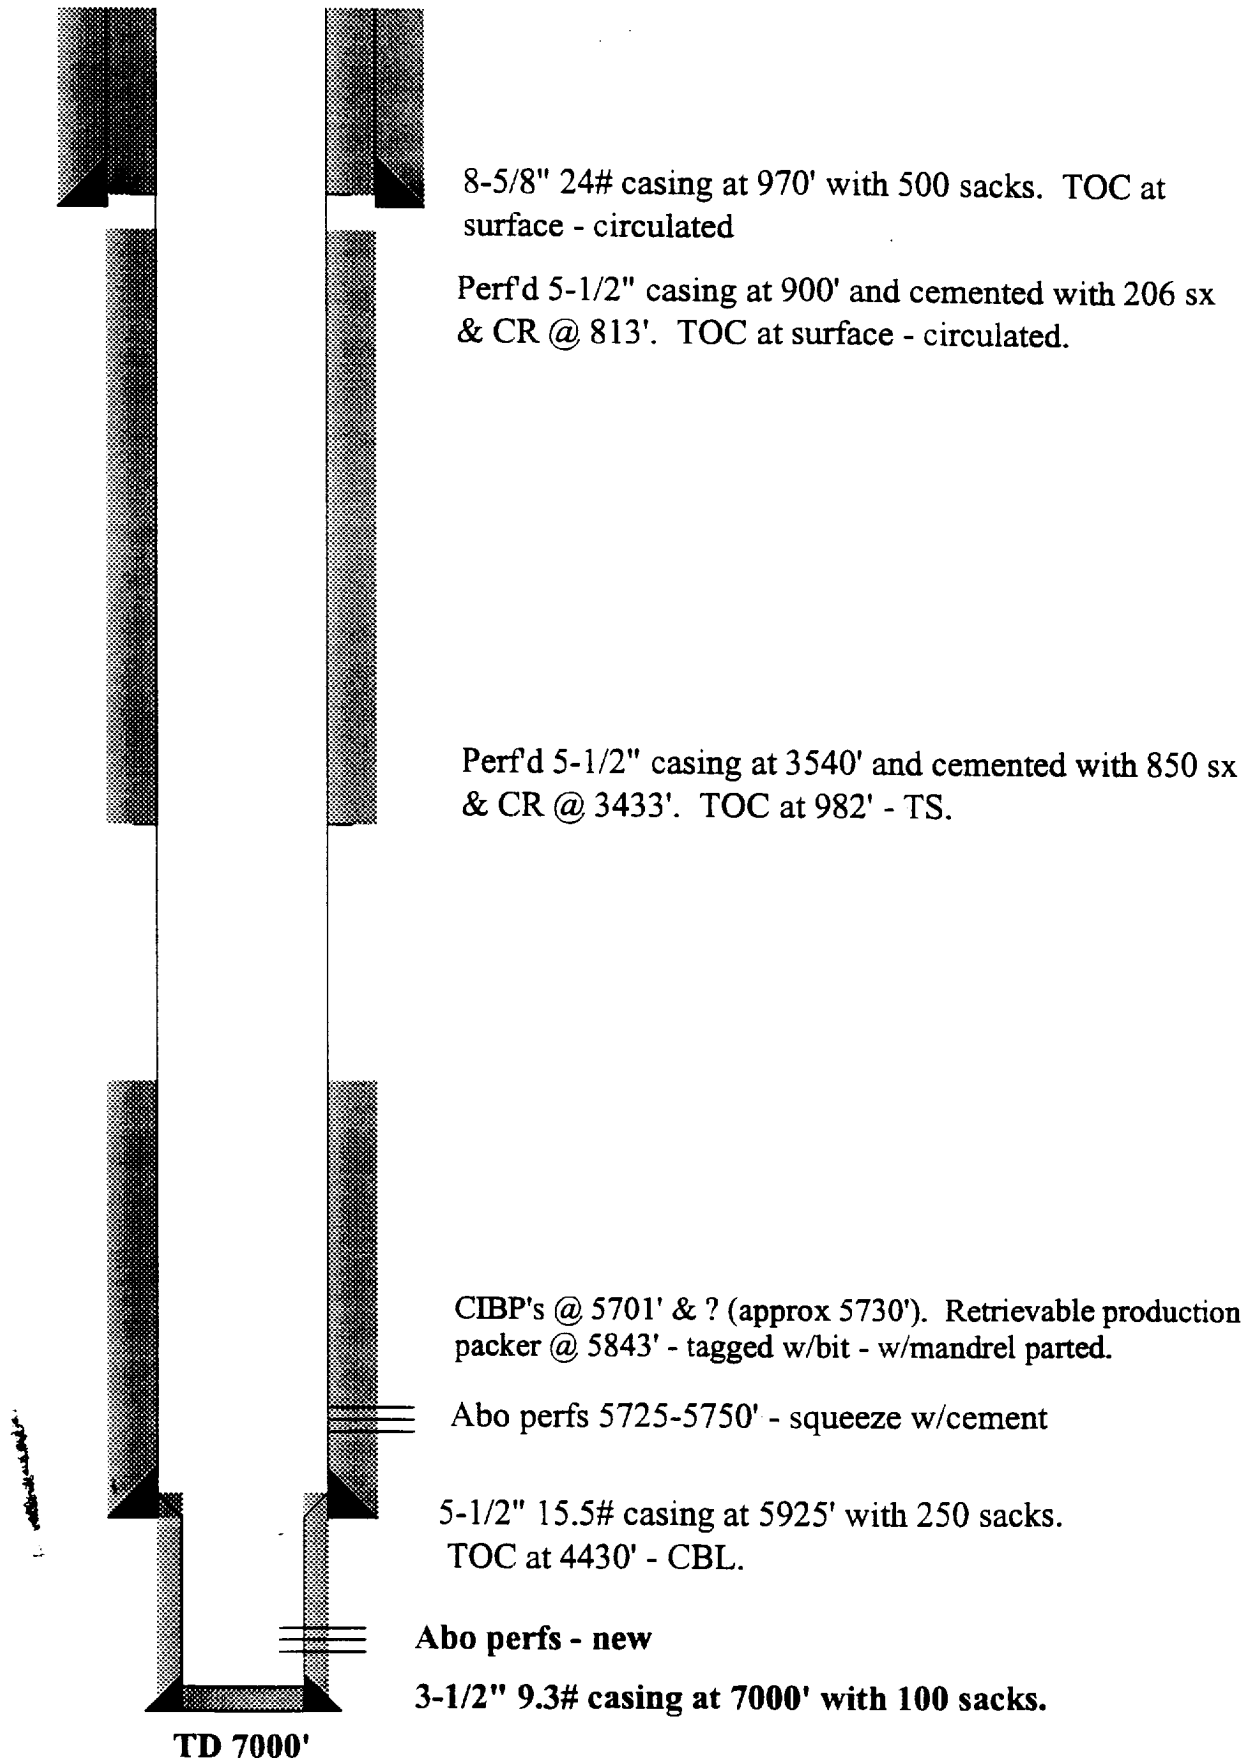 8-5/8" 24# casing at 970' with 500 sacks. TOC at
surface - circulated
Perf'd 5-1/2" casing at 900' and cemented with 206 sx
& CR @ 813'. TOC at surface - circulated.
Perf'd 5-1/2" casing at 3540' and cemented with 850 sx
& CR @ 3433'. TOC at 982' - TS.
CIBP's @ 5701' & ? (approx 5730'). Retrievable production
packer @ 5843' - tagged w/bit - w/mandrel parted.
Abo perfs 5725-5750' - squeeze w/cement
5-1/2" 15.5# casing at 5925' with 250 sacks.
TOC at 4430' - CBL.
Abo perfs - new
3-1/2" 9.3# casing at 7000' with 100 sacks.
TD 7000'